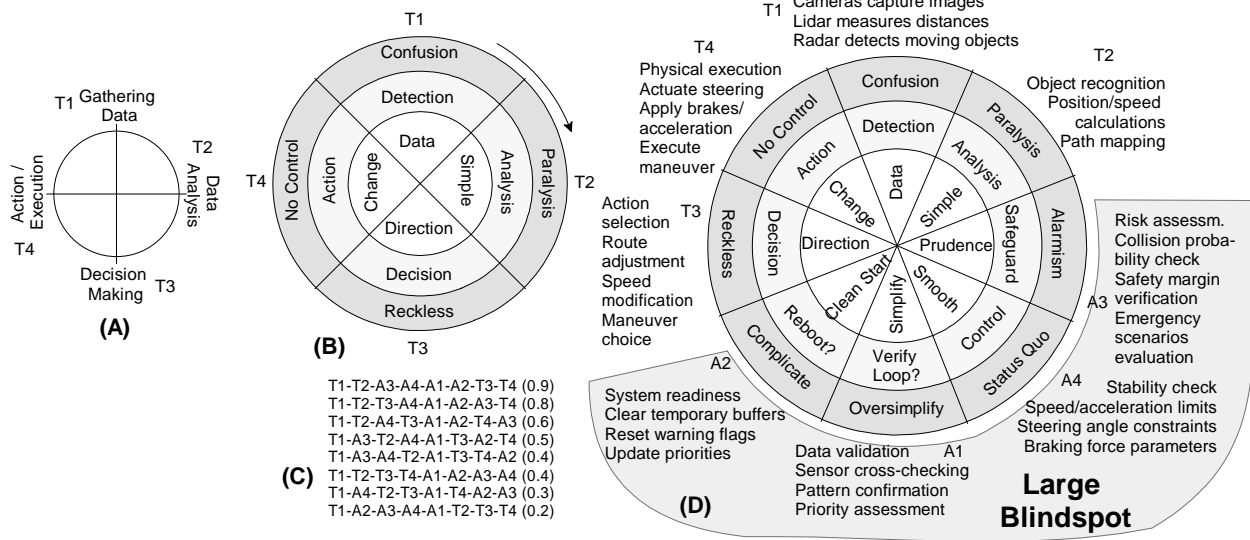 T1
Gathering
Data
T2
Data
Analysis
Action /
Execution
T4
Decision
Making
T3
(A)
T1
Confusion
Detection
Data
No Control
Action
Change
Simple
Analysis
Paralysis
T4
T2
Direction
Decision
Reckless
T3
(B)
(C)
T1-T2-A3-A4-A1-A2-T3-T4 (0.9)
T1-T2-T3-A4-A1-A2-A3-T4 (0.8)
T1-T2-A4-T3-A1-A2-T4-A3 (0.6)
T1-A3-T2-A4-A1-T3-A2-T4 (0.5)
T1-A3-A4-T2-A1-T3-T4-A2 (0.4)
T1-T2-T3-T4-A1-A2-A3-A4 (0.4)
T1-A4-T2-T3-A1-T4-A2-A3 (0.3)
T1-A2-A3-A4-A1-T2-T3-T4 (0.2)
T1
Cameras capture images
Lidar measures distances
Radar detects moving objects
T4
Physical execution
Actuate steering
Apply brakes/
acceleration
Execute
maneuver
T2
Object recognition
Position/speed
calculations
Path mapping
T3
Action
selection
Route
adjustment
Speed
modification
Maneuver
choice
Confusion
Detection
Data
No Control
Action
Change
Paralysis
Analysis
Simple
Reckless
Decision
Direction
Prudence
Safeguard
Alarmism
Complicate
Reboot?
Clean Start
Simplify
Verify
Loop?
Oversimplify
Smooth
Control
Status Quo
A3
Risk assessm.
Collision proba-
bility check
Safety margin
verification
Emergency
scenarios
evaluation
A4
Stability check
Speed/acceleration limits
Steering angle constraints
Braking force parameters
A2
System readiness
Clear temporary buffers
Reset warning flags
Update priorities
A1
Data validation
Sensor cross-checking
Pattern confirmation
Priority assessment
(D)
Large
Blindspot